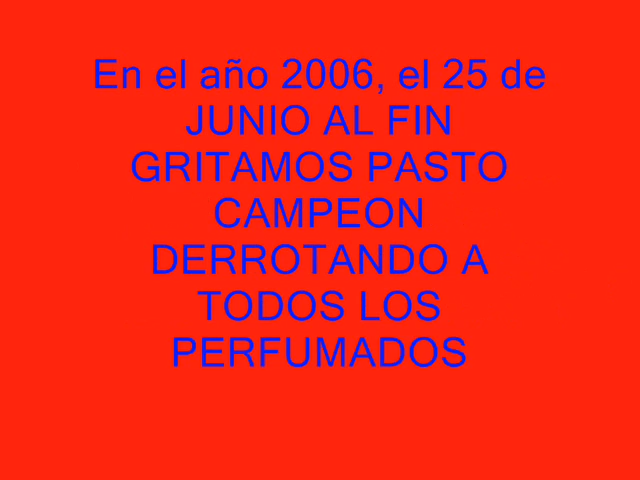 En el año 2006, el 25 de
JUNIO AL FIN
GRITAMOS PASTO
CAMPEON
DERROTANDO A
TODOS LOS
PERFUMADOS